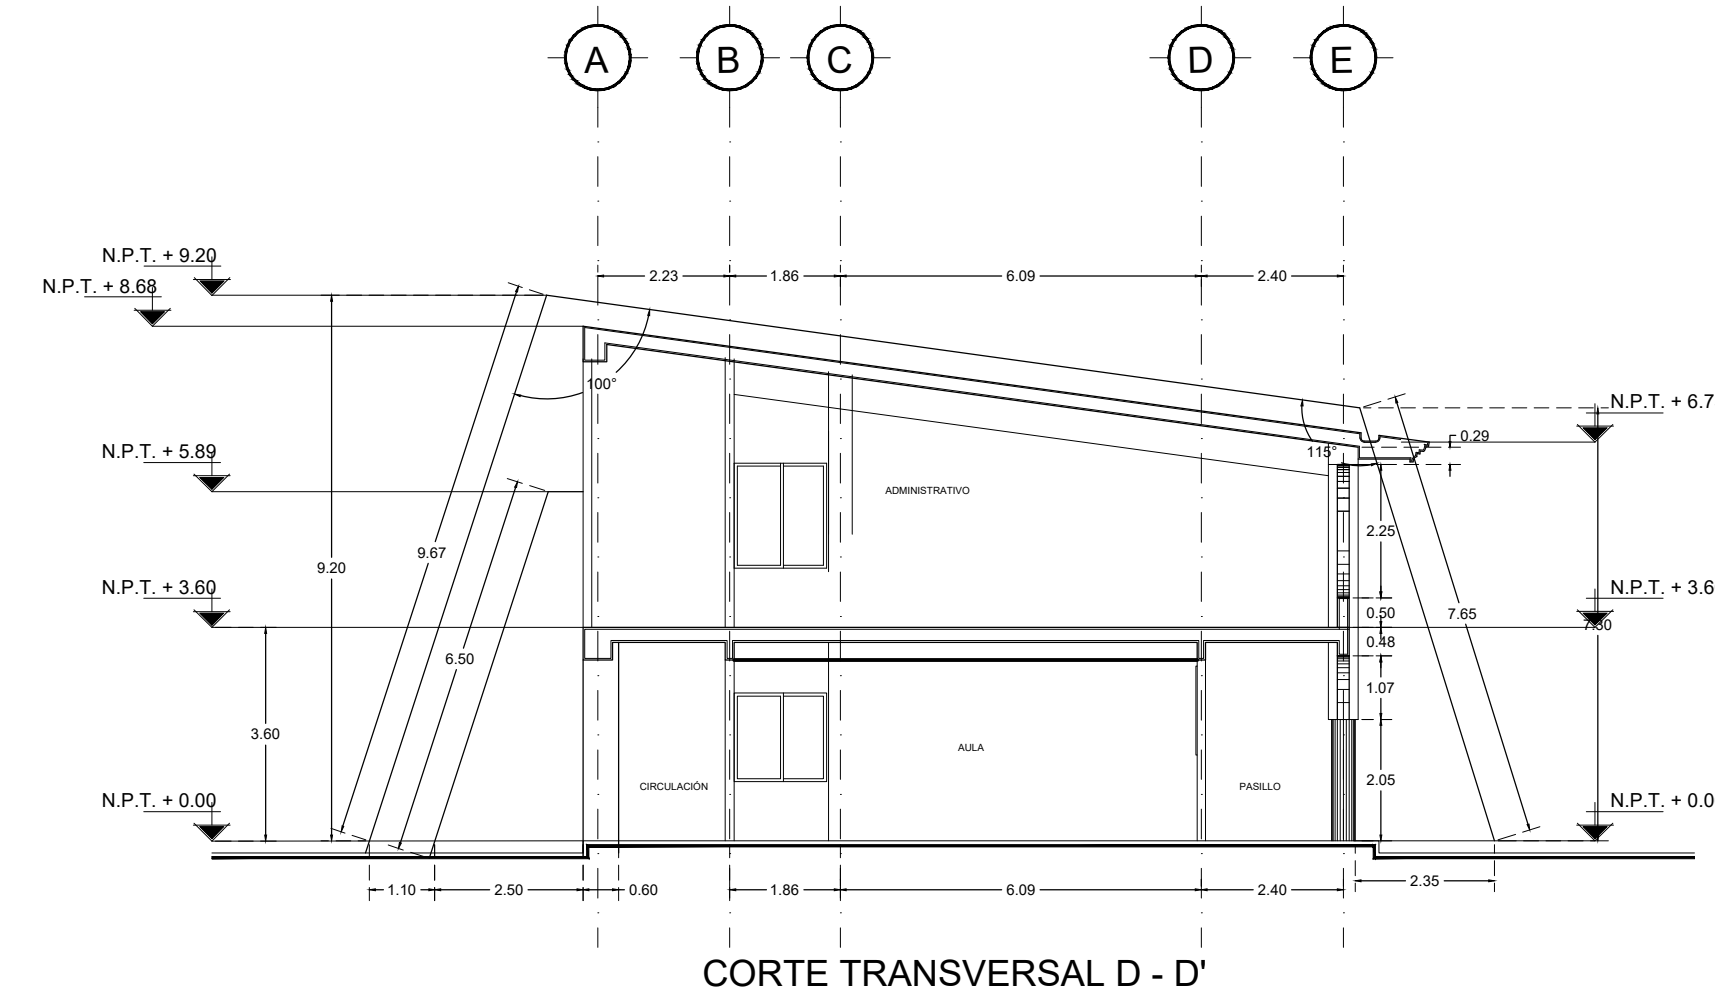 A B C D E
N.P.T. + 9.20
N.P.T. + 8.68
2.23 1.86 6.09 2.40
100°
N.P.T. + 6.7
0.29
115°
N.P.T. + 5.89
ADMINISTRATIVO
2.25
9.67
9.20
N.P.T. + 3.60
N.P.T. + 3.6
0.50
7.65
7.30
0.48
6.50
1.07
3.60
AULA
CIRCULACIÓN
PASILLO
2.05
N.P.T. + 0.00
N.P.T. + 0.0
1.10 2.50 0.60 1.86 6.09 2.40 2.35
CORTE TRANSVERSAL D - D'